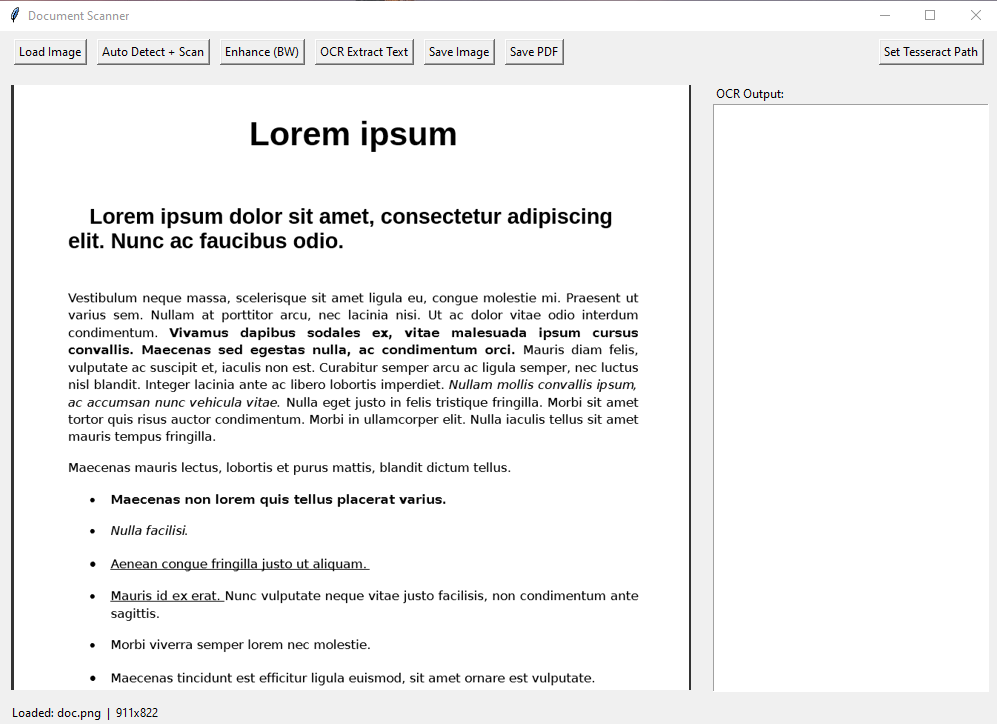 Document Scanner
Load Image
Auto Detect + Scan
Enhance (BW)
OCR Extract Text
Save Image
Save PDF
Set Tesseract Path
Lorem ipsum
Lorem ipsum dolor sit amet, consectetur adipiscing
elit. Nunc ac faucibus odio.
Vestibulum neque massa, scelerisque sit amet ligula eu, congue molestie mi. Praesent ut
varius sem. Nullam at porttitor arcu, nec lacinia nisi. Ut ac dolor vitae odio interdum
condimentum. Vivamus dapibus sodales ex, vitae malesuada ipsum cursus
convallis. Maecenas sed egestas nulla, ac condimentum orci. Mauris diam felis,
vulputate ac suscipit et, iaculis non est. Curabitur semper arcu ac ligula semper, nec luctus
nisl blandit. Integer lacinia ante ac libero lobortis imperdiet. Nullam mollis convallis ipsum,
ac accumsan nunc vehicula vitae. Nulla eget justo in felis tristique fringilla. Morbi sit amet
tortor quis risus auctor condimentum. Morbi in ullamcorper elit. Nulla iaculis tellus sit amet
mauris tempus fringilla.
Maecenas mauris lectus, lobortis et purus mattis, blandit dictum tellus.
• Maecenas non lorem quis tellus placerat varius.
• Nulla facilisi.
• Aenean congue fringilla justo ut aliquam.
• Mauris id ex erat. Nunc vulputate neque vitae justo facilisis, non condimentum ante
sagittis.
• Morbi viverra semper lorem nec molestie.
• Maecenas tincidunt est efficitur ligula euismod, sit amet ornare est vulputate.
OCR Output:
Loaded: doc.png | 911x822